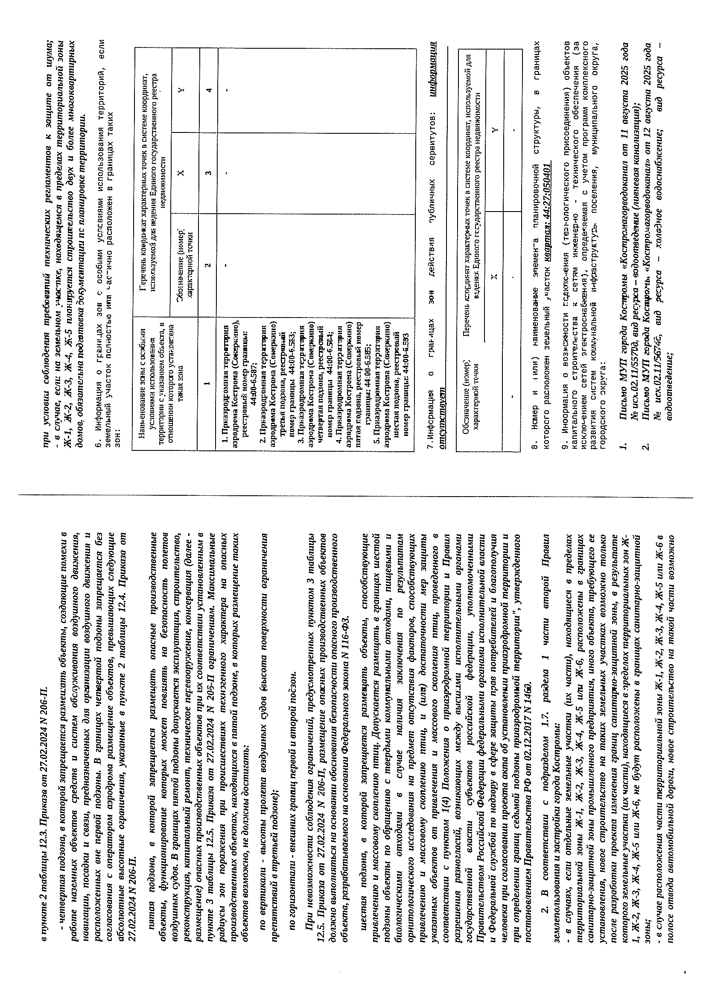 в пункте 2 таблицы 12.3. Приказа от 27.02.2024 N 206-П.
- четвертая подзона, в которой запрещается размещать объекты, создающие помехи в
работе наземных объектов средств и систем обслуживания воздушного движения,
навигации, посадки и связи, предназначенных для организации воздушного движения и
расположенных вне первой подзоны. В границах четвертой подзоны запрещается без
согласования с оператором аэродрома размещение объектов, превышающих следующие
абсолютные высотные ограничения, указанные в пункте 2 таблицы 12.4. Приказа от
27.02.2024 N 206-П.
пятая подзона, в которой запрещается размещать опасные производственные
объекты, функционирование которых может повлиять на безопасность полетов
воздушных судов. В границах пятой подзоны допускается эксплуатация, строительство,
реконструкция, капитальный ремонт, техническое перевооружение, консервация (далее -
размещение) опасных производственных объектов при их соответствии установленным в
пункте 3 таблицы 12.5. Приказа от 27.02.2024 N 206-П ограничениям. Максимальные
радиусы зон поражения при происшествиях техногенного характера на опасных
производственных объектах, находящихся в пятой подзоне, в которых размещение таких
объектов возможно, не должны достигать:
по вертикали - высоты пролета воздушных судов (высота поверхности ограничения
препятствий в третьей подзоне);
по горизонтали - внешних границ первой и второй подзон.
При невозможности соблюдения ограничений, предусмотренных пунктом 3 таблицы
12.5. Приказа от 27.02.2024 N 206-П, размещение опасных производственных объектов
должно выполняться на основании обоснования безопасности опасного производственного
объекта, разрабатываемого на основании Федерального закона N 116-ФЗ.
шестая подзона, в которой запрещается размещать объекты, способствующие
привлечению и массовому скоплению птиц. Допускается размещать в границах шестой
подзоны объекты по обращению с твердыми коммунальными отходами, пищевыми и
биологическими отходами в случае наличия заключения по результатам
орнитологического исследования на предмет отсутствия факторов, способствующих
привлечению и массовому скоплению птиц, и (или) достаточности мер защиты
указанных объектов от привлечения и массового скопления птиц, проведенного в
соответствии с пунктом 1(4) Положения о приаэродромной территории и Правил
разрешения разногласий, возникающих между высшими исполнительными органами
государственной власти субъектов российской федерации, уполномоченными
Правительством Российской Федерации федеральными органами исполнительной власти
и Федеральной службой по надзору в сфере защиты прав потребителей и благополучия
человека при согласовании проекта акта об установлении приаэродромной территории и
при определении границ седьмой подзоны приаэродромной территории", утвержденного
постановлением Правительства РФ от 02.12.2017 N 1460.
2. В соответствии с подразделом 1.7. раздела 1 части второй Правил
землепользования и застройки города Костромы;
- в случаях, если отдельные земельные участки (их части), находящиеся в пределах
территориальной зоны Ж-1, Ж-2, Ж-3, Ж-4, Ж-5 или Ж-6, расположены в границах
санитарно-защитной зоны промышленного предприятия, иного объекта, требующего ее
установления, новое строительство на таких земельных участках возможно только
после разработки проекта изменения границ санитарно-защитной зоны, в результате
которого земельные участки (их части), находящиеся в пределах территориальных зон Ж-
1, Ж-2, Ж-3, Ж-4, Ж-5 или Ж-6, не будут расположены в границах санитарно-защитной
зоны;
- в случае расположения части территориальной зоны Ж-1, Ж-2, Ж-3, Ж-4, Ж-5 или Ж-6 в
полосе отвода автомобильной дороги, новое строительство на такой части возможно
при условии соблюдения требований технических регламентов к защите от шума;
- в случае, если на земельном участке, находящемся в пределах территориальной зоны
Ж-1, Ж-2, Ж-3, Ж-4, Ж-5 планируется строительство двух и более многоквартирных
домов, обязательна подготовка документации по планировке территории.
6. Информация о границах зон с особыми условиями использования территорий, если
земельный участок полностью или частично расположен в границах таких
зон:
Наименование зоны с особыми
условиями использования
территории с указанием объекта, в
отношении которого установлена
такая зона
Перечень координат характерных точек в системе координат,
используемой для ведения Единого государственного реестра
недвижимости
Обозначение (номер)
характерной точки
X
Y
1
2
3
4
1. Приаэродромная территория
аэродрома Кострома (Сокеркино),
реестровый номер границы:
44:00-6.587;
2. Приаэродромная территория
аэродрома Кострома (Сокеркино)
третья подзона, реестровый
номер границы 44:00-6.583;
3. Приаэродромная территория
аэродрома Кострома (Сокеркино)
четвертая подзона, реестровый
номер границы 44:00-6.584;
4. Приаэродромная территория
аэродрома Кострома (Сокеркино)
пятая подзона, реестровый номер
границы: 44:00-6.585;
5. Приаэродромная территория
аэродрома Кострома (Сокеркино)
шестая подзона, реестровый
номер границы: 44:00-6.593
-
-
-
7.Информация о границах зон действия публичных сервитутов: информация
отсутствует
Обозначение (номер)
характерной точки
Перечень координат характерных точек в системе координат, используемой для
ведения Единого государственного реестра недвижимости
X
Y
-
-
-
8. Номер и (или) наименование элемента планировочной структуры, в границах
которого расположен земельный участок квартал: 44:27:050401
9. Информация о возможности подключения (технологического присоединения) объектов
капитального строительства к сетям инженерно - технического обеспечения (за
исключением сетей электроснабжения), определяемая с учетом программ комплексного
развития систем коммунальной инфраструктуры поселения, муниципального округа,
городского округа:
1. Письмо МУП города Костромы «Костромагорводоканал от 11 августа 2025 года
№ исх.02.11/5570д, вид ресурса – водоотведение (ливневая канализация);
2. Письмо МУП города Костромы «Костромагорводоканал» от 12 августа 2025 года
№ исх.02.11/5674д, вид ресурса – холодное водоснабжение; вид ресурса –
водоотведение;